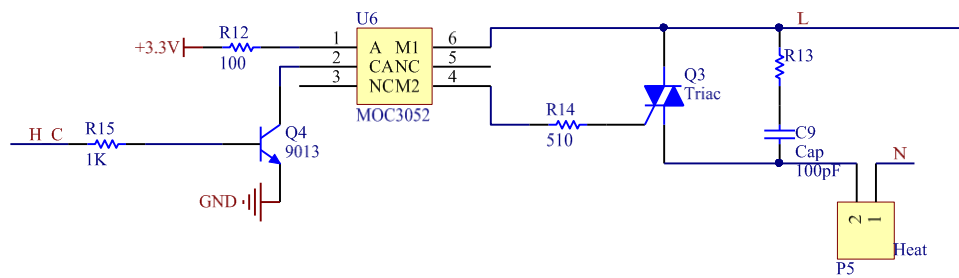 U6
L
R12
+3.3V
100
1
A M1
6
2
CANC
5
3
NCM2
4
MOC3052
R13
Q3
Triac
R14
510
H_C
R15
1K
Q4
9013
C9
Cap
100pF
N
GND
2
1
Heat
P5